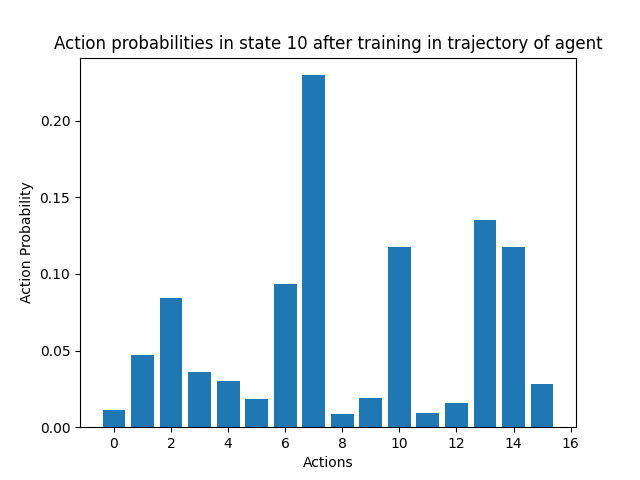 Action probabilities in state 10 after training in trajectory of agent
Action Probability
0.20
0.15
0.10
0.05
0.00
0 2 4 6 8 10 12 14 16
Actions